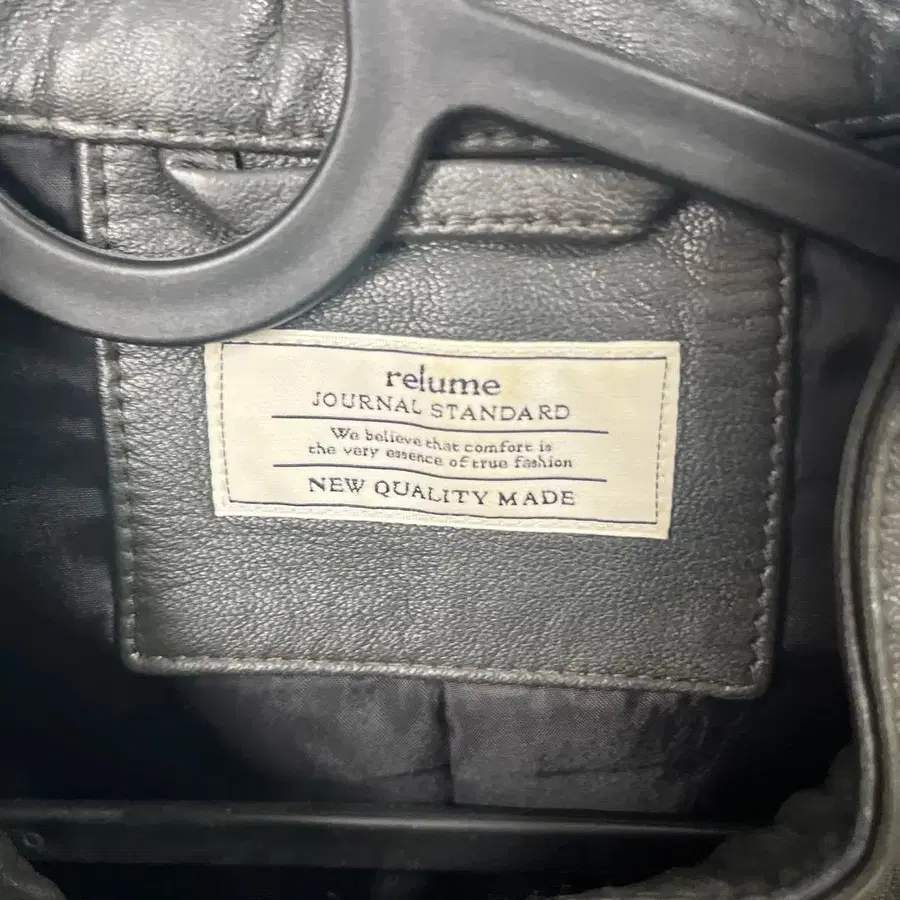 relume
JOURNAL STANDARD
We believe that comfort is
the very essence of true fashion
NEW QUALITY MADE